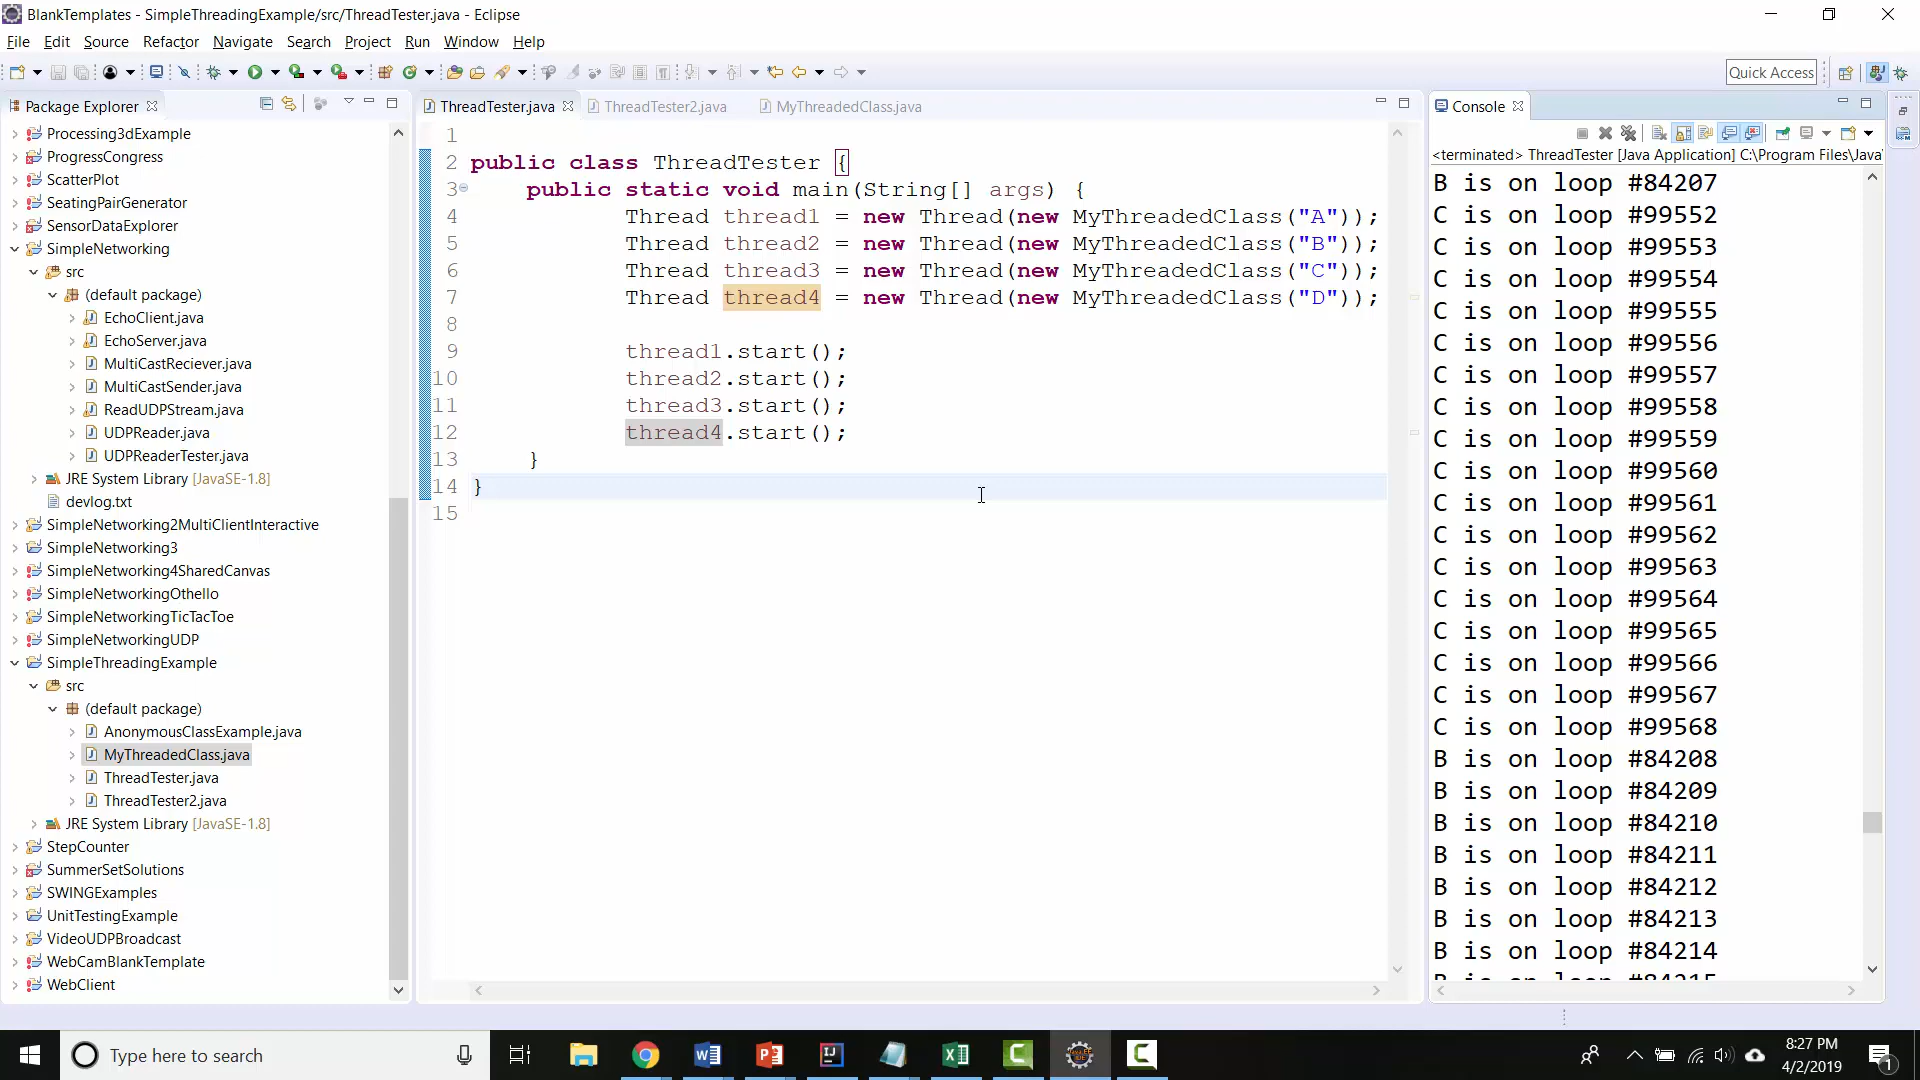 BlankTemplates - SimpleThreadingExample/src/ThreadTester.java - Eclipse
File Edit Source Refactor Navigate Search Project Run Window Help
Quick Access
Package Explorer
Processing3dExample
ProgressCongress
ScatterPlot
SeatingPairGenerator
SensorDataExplorer
SimpleNetworking
src
(default package)
EchoClient.java
EchoServer.java
MultiCastReciever.java
MultiCastSender.java
ReadUDPStream.java
UDPReader.java
UDPReaderTester.java
JRE System Library [JavaSE-1.8]
devlog.txt
SimpleNetworking2MultiClientInteractive
SimpleNetworking3
SimpleNetworking4SharedCanvas
SimpleNetworkingOthello
SimpleNetworkingTicTacToe
SimpleNetworkingUDP
SimpleThreadingExample
src
(default package)
AnonymousClassExample.java
MyThreadedClass.java
ThreadTester.java
ThreadTester2.java
JRE System Library [JavaSE-1.8]
StepCounter
SummerSetSolutions
SWINGExamples
UnitTestingExample
VideoUDPBroadcast
WebCamBlankTemplate
WebClient
ThreadTester.java ThreadTester2.java MyThreadedClass.java
1
2 public class ThreadTester {
3 public static void main(String[] args) {
4 Thread thread1 = new Thread(new MyThreadedClass("A"));
5 Thread thread2 = new Thread(new MyThreadedClass("B"));
6 Thread thread3 = new Thread(new MyThreadedClass("C"));
7 Thread thread4 = new Thread(new MyThreadedClass("D"));
8
9 thread1.start();
10 thread2.start();
11 thread3.start();
12 thread4.start();
13 }
14 }
15
Console
<terminated> ThreadTester [Java Application] C:\Program Files\Java\
B is on loop #84207
C is on loop #99552
C is on loop #99553
C is on loop #99554
C is on loop #99555
C is on loop #99556
C is on loop #99557
C is on loop #99558
C is on loop #99559
C is on loop #99560
C is on loop #99561
C is on loop #99562
C is on loop #99563
C is on loop #99564
C is on loop #99565
C is on loop #99566
C is on loop #99567
C is on loop #99568
B is on loop #84208
B is on loop #84209
B is on loop #84210
B is on loop #84211
B is on loop #84212
B is on loop #84213
B is on loop #84214
B is on loop #84215
Type here to search
8:27 PM
4/2/2019
1